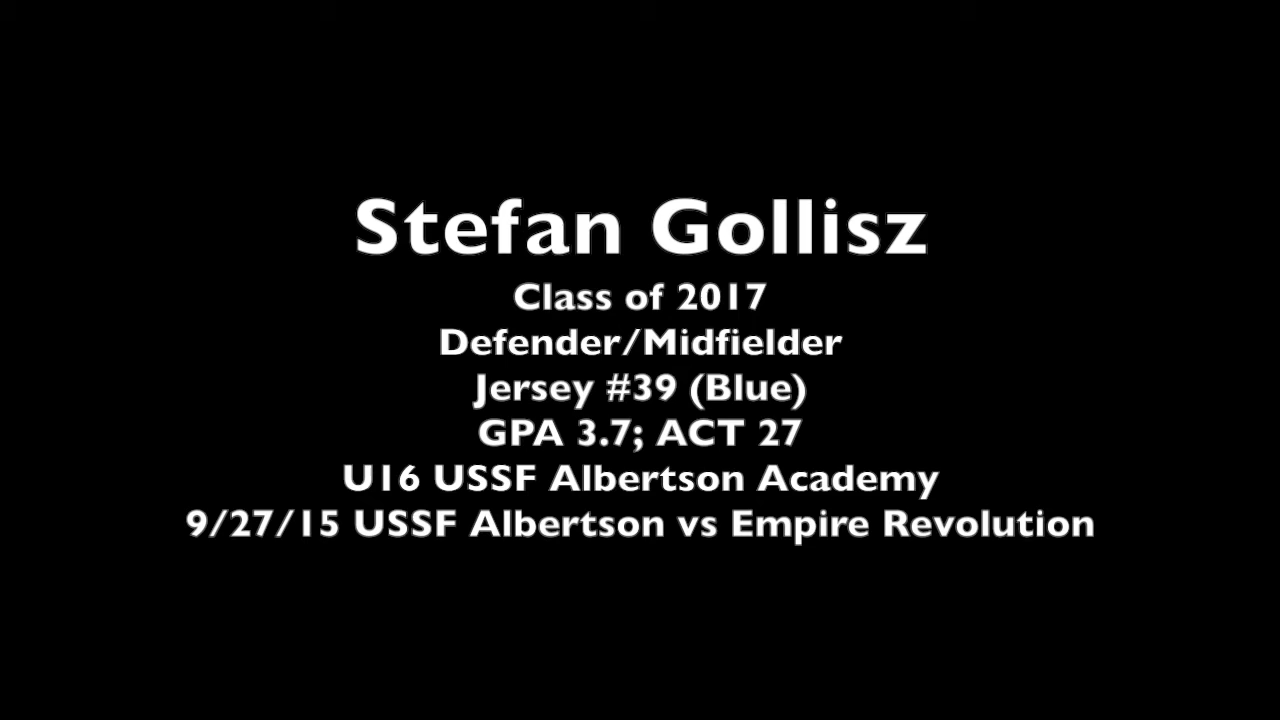 Stefan Gollisz
Class of 2017
Defender/Midfielder
Jersey #39 (Blue)
GPA 3.7; ACT 27
U16 USSF Albertson Academy
9/27/15 USSF Albertson vs Empire Revolution